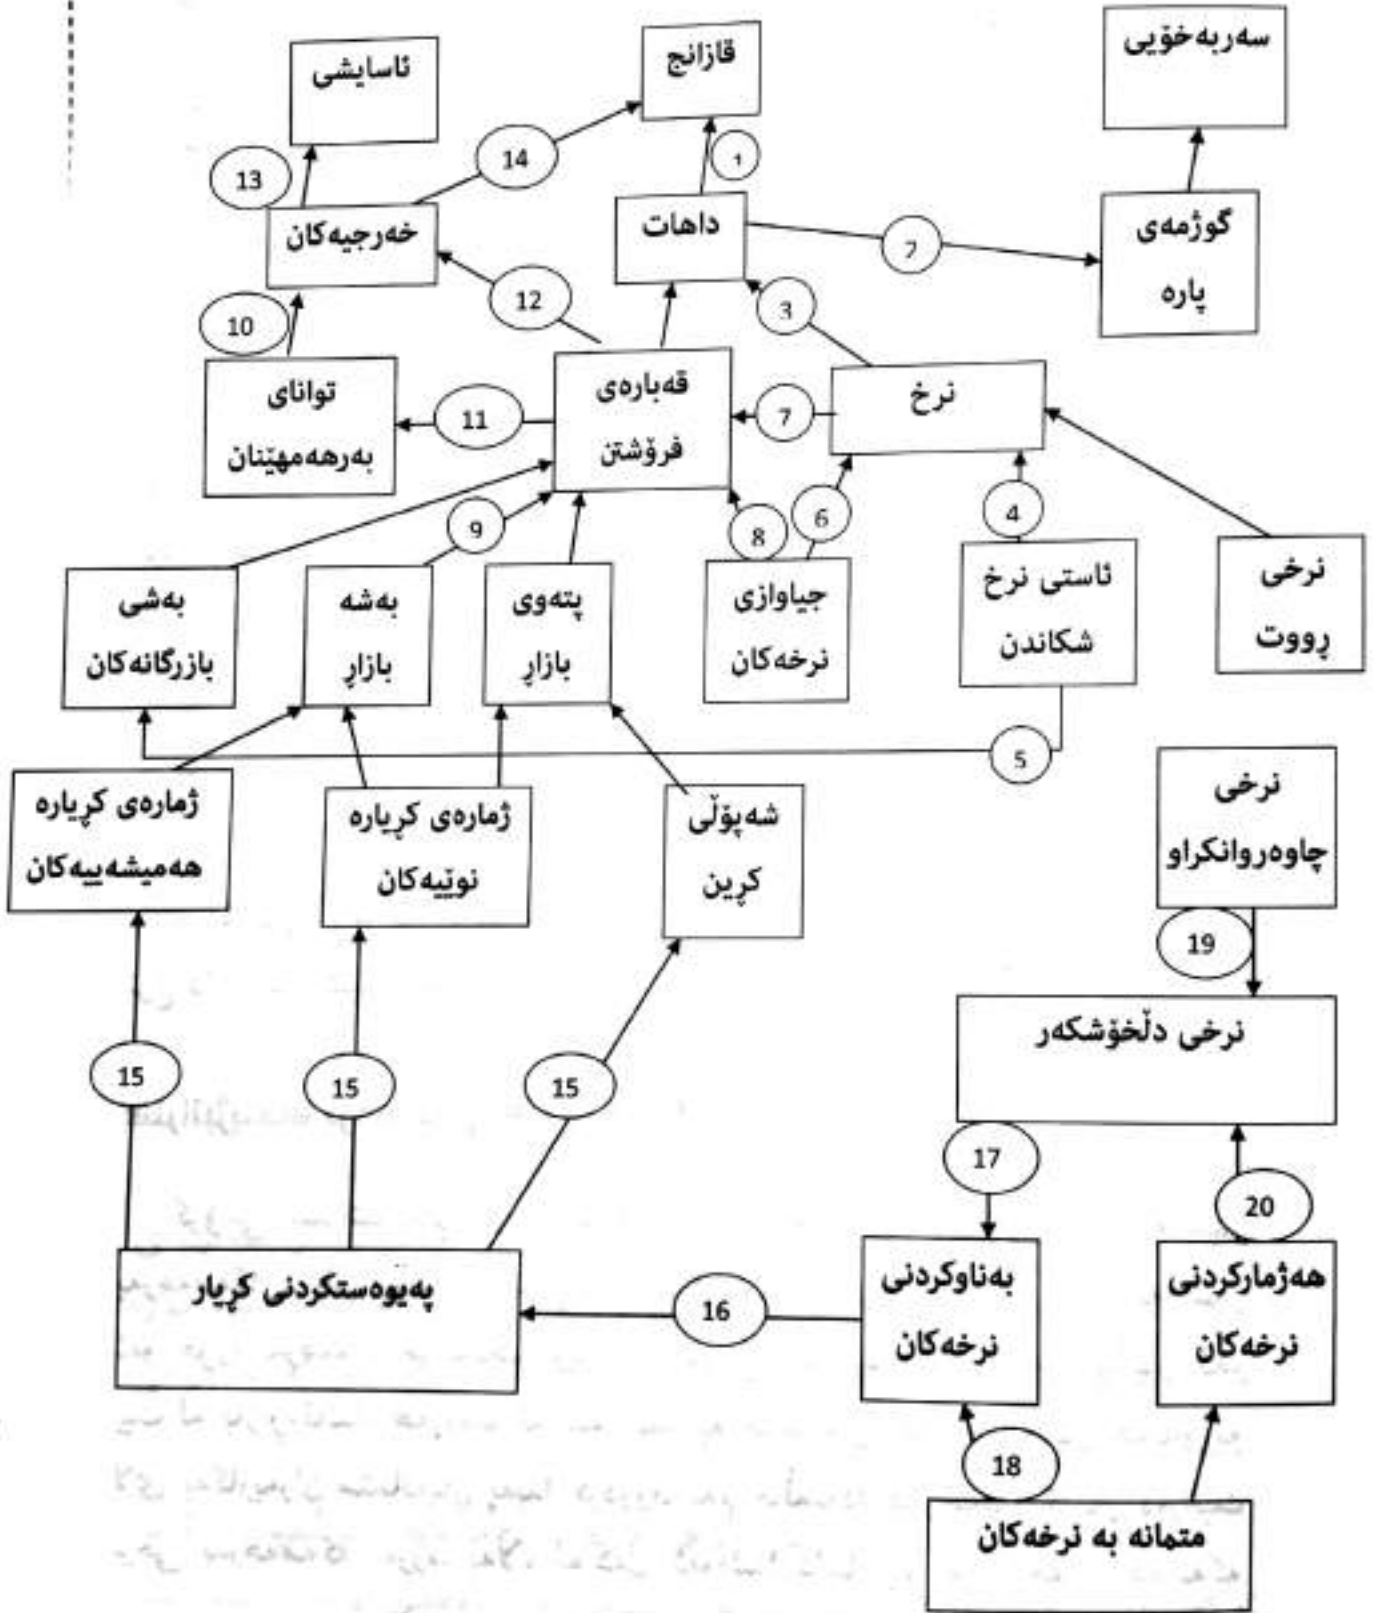 سەربەخۆیی
قازانج
ئاسایشی
14
1
13
گوژمەی
پارە
داهات
خەرجیەکان
2
12
3
10
نرخ
قەبارەی
فرۆشتن
توانای
بەرهەمهێنان
7
11
4
6
8
9
نرخی
ڕووت
ئاستی نرخ
شکاندن
جیاوازی
نرخەکان
پتەوی
بازاڕ
بەشە
بازاڕ
بەشی
بازرگانەکان
5
نرخی
چاوەڕوانکراو
شەپۆڵی
کڕین
ژمارەی کڕیارە
نوێیەکان
ژمارەی کڕیارە
هەمیشەییەکان
19
نرخی دڵخۆشکەر
15
15
15
17
20
هەژمارکردنی
نرخەکان
بەناوکردنی
نرخەکان
پەیوەستکردنی کڕیار
16
18
متمانە بە نرخەکان